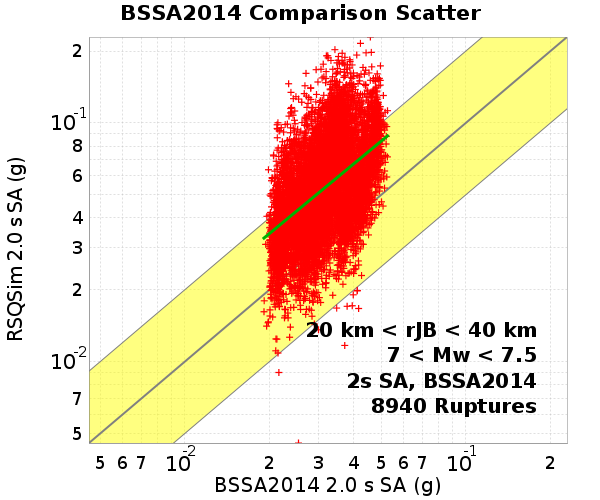 BSSA2014 Comparison Scatter
RSQSim 2.0 s SA (g)
2
10-1
8
6
4
3
2
10-2
7
5
20 km < rJB < 40 km
7 < Mw < 7.5
2s SA, BSSA2014
8940 Ruptures
5 6 7 10-2 2 3 4 5 6 7 10-1 2
BSSA2014 2.0 s SA (g)